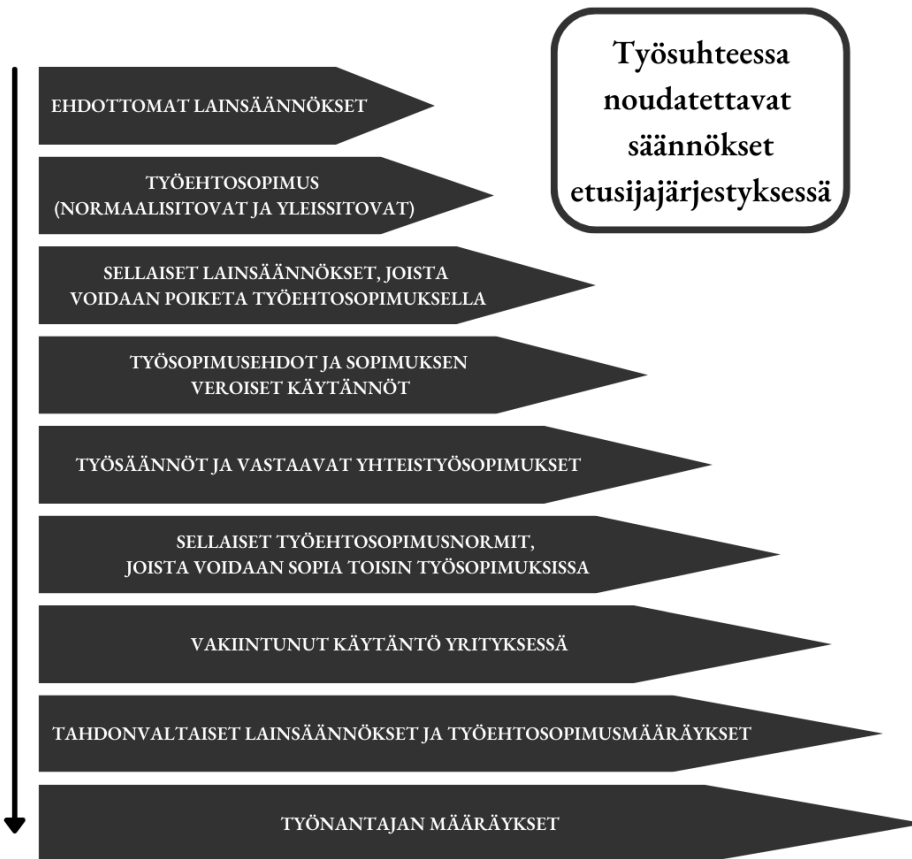 Työsuhteessa
noudatettavat
säännökset
etusijajärjestyksessä
EHDOTTOMAT LAINSÄÄNNÖKSET
TYÖEHTOSOPIMUS
(NORMAALISITOVAT JA YLEISSITOVAT)
SELLAISET LAINSÄÄNNÖKSET, JOISTA
VOIDAAN POIKETA TYÖEHTOSOPIMUKSELLA
TYÖSOPIMUSEHDOT JA SOPIMUKSEN
VEROISET KÄYTÄNNÖT
TYÖSÄÄNNÖT JA VASTAAVAT YHTEISTYÖSOPIMUKSET
SELLAISET TYÖEHTOSOPIMUSNORMIT,
JOISTA VOIDAAN SOPIA TOISIN TYÖSOPIMUKSISSA
VAKIINTUNUT KÄYTÄNTÖ YRITYKSESSÄ
TAHDONVALTAISET LAINSÄÄNNÖKSET JA TYÖEHTOSOPIMUSMÄÄRÄYKSET
TYÖNANTAJAN MÄÄRÄYKSET